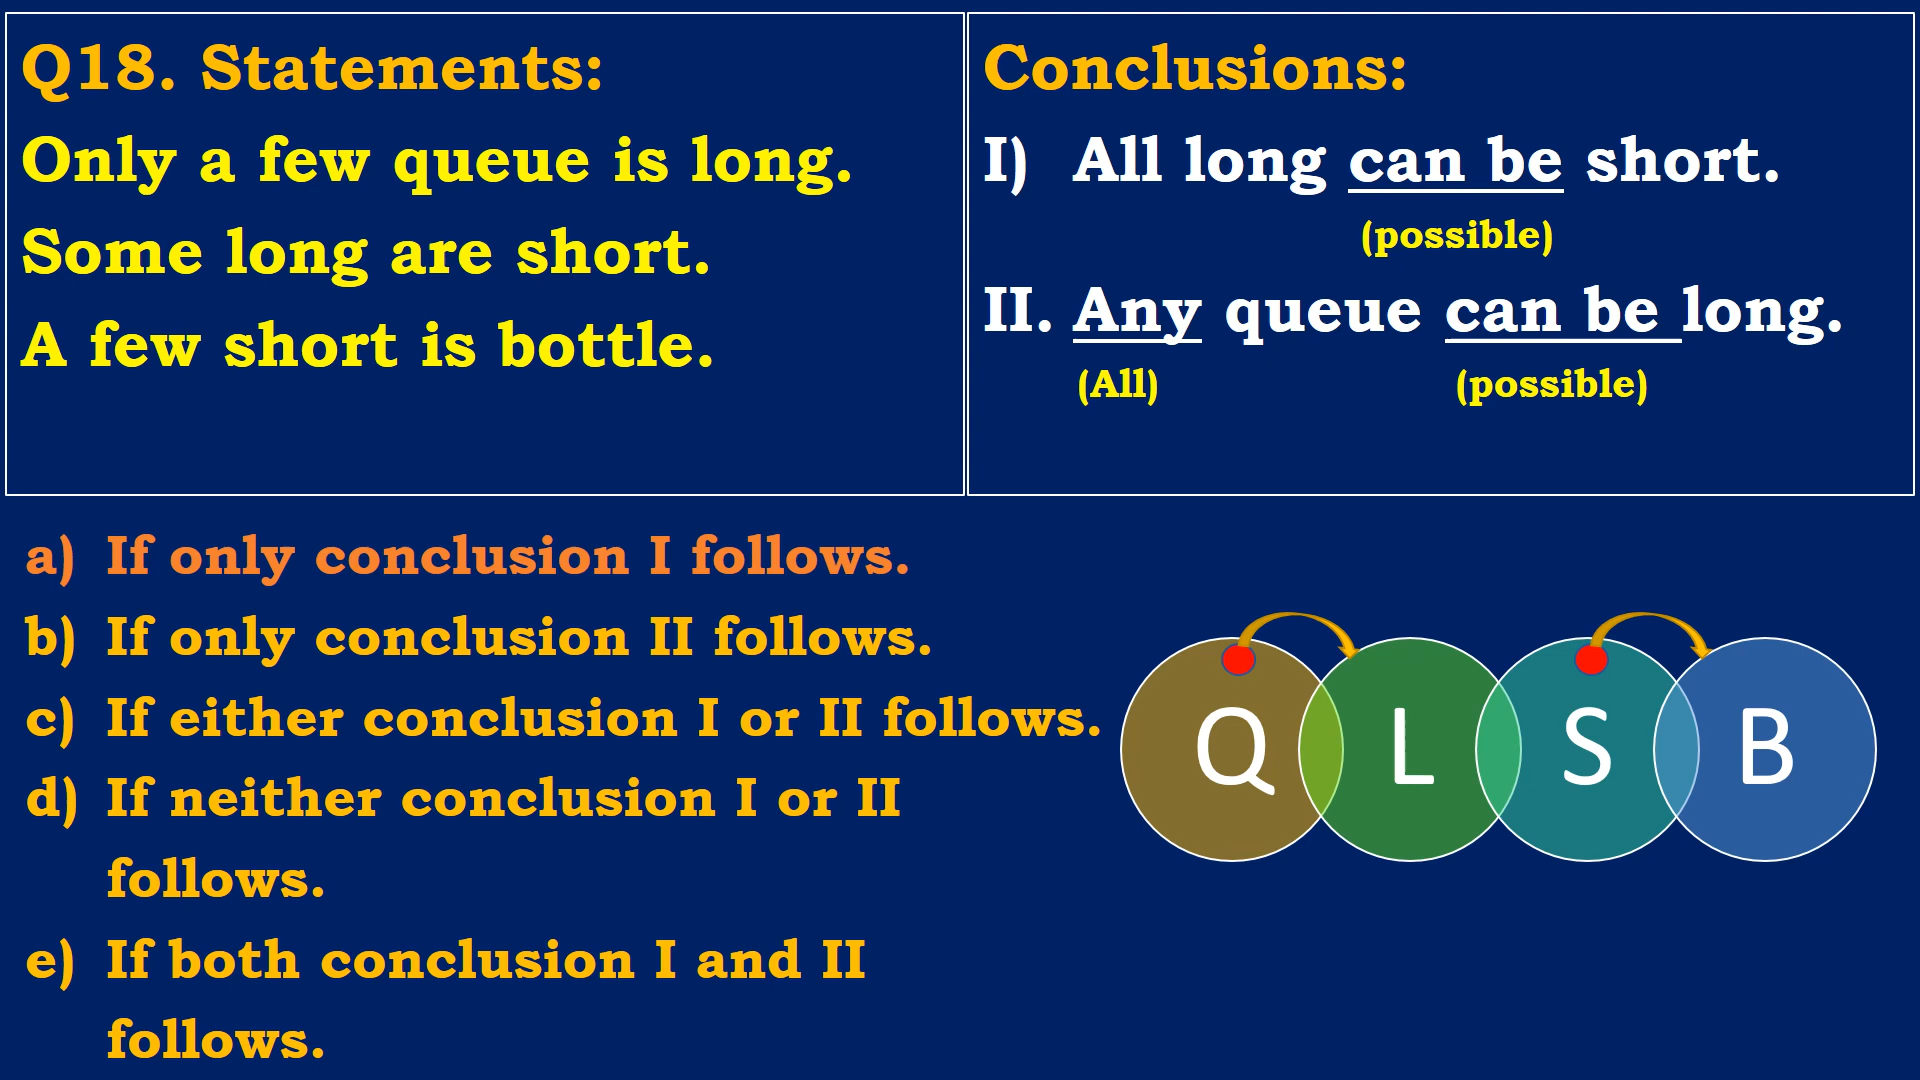 Q18. Statements:
Only a few queue is long.
Some long are short.
A few short is bottle.
Conclusions:
I) All long can be short.
(possible)
II. Any queue can be long.
(All) (possible)
a) If only conclusion I follows.
b) If only conclusion II follows.
c) If either conclusion I or II follows.
d) If neither conclusion I or II
follows.
e) If both conclusion I and II
follows.
Q L S B